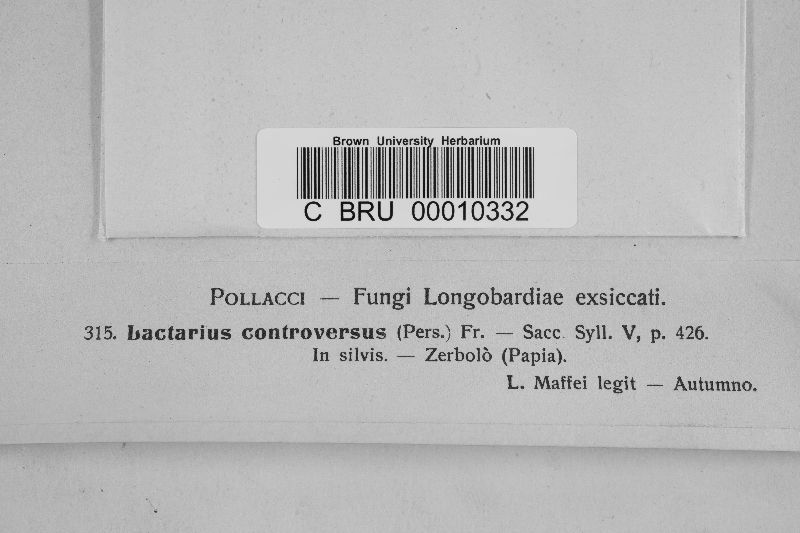 Brown University Herbarium
C BRU 00010332
POLLACCI — Fungi Longobardiae exsiccati.
315. Lactarius controversus (Pers.) Fr. — Sacc. Syll. V, p. 426.
In silvis. — Zerbolò (Papia).
L. Maffei legit — Autumno.